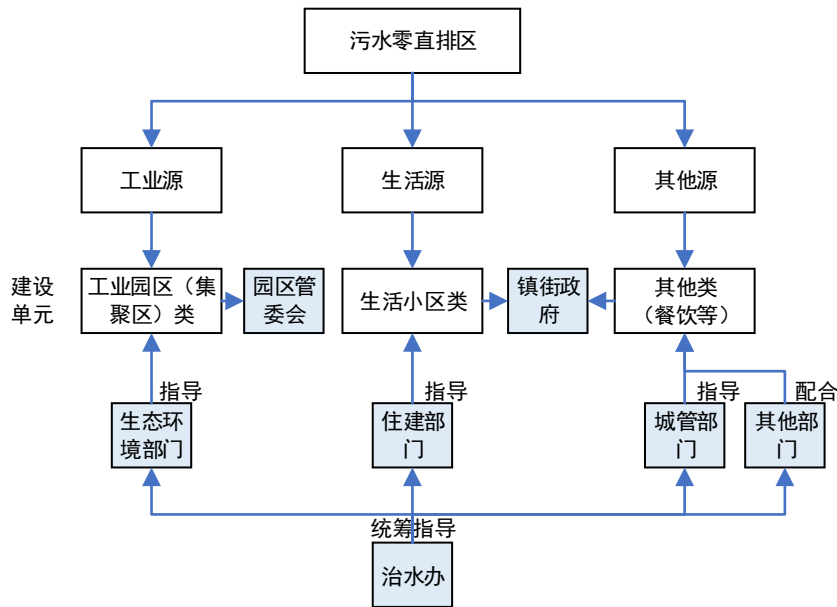 污水零直排区
工业源
生活源
其他源
建设
单元
工业园区（集
聚区）类
园区管
委会
生活小区类
镇街政
府
其他类
（餐饮等）
指导
指导
指导
配合
生态环
境部门
住建部
门
城管部
门
其他部
门
统筹指导
治水办